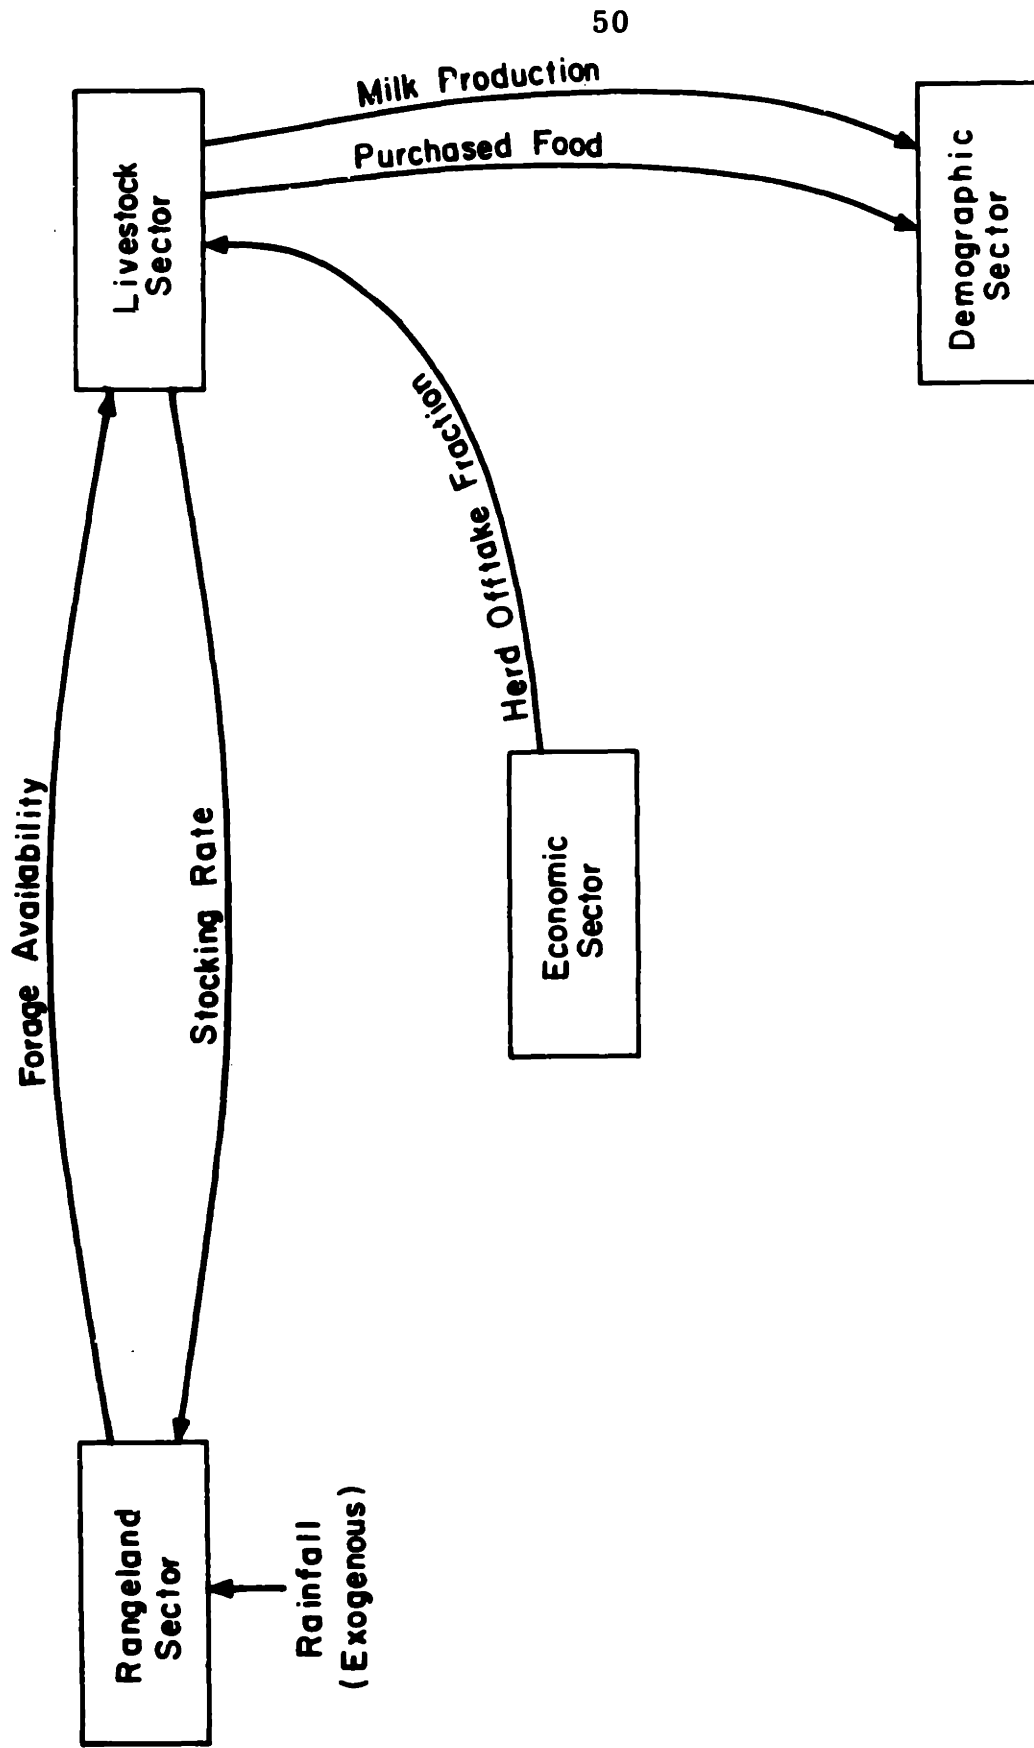 50
Forage Availability
Stocking Rate
Rangeland
Sector
Livestock
Sector
Rainfall
(Exogenous)
Milk Production
Purchased Food
Herd Offtake Fraction
Economic
Sector
Demographic
Sector